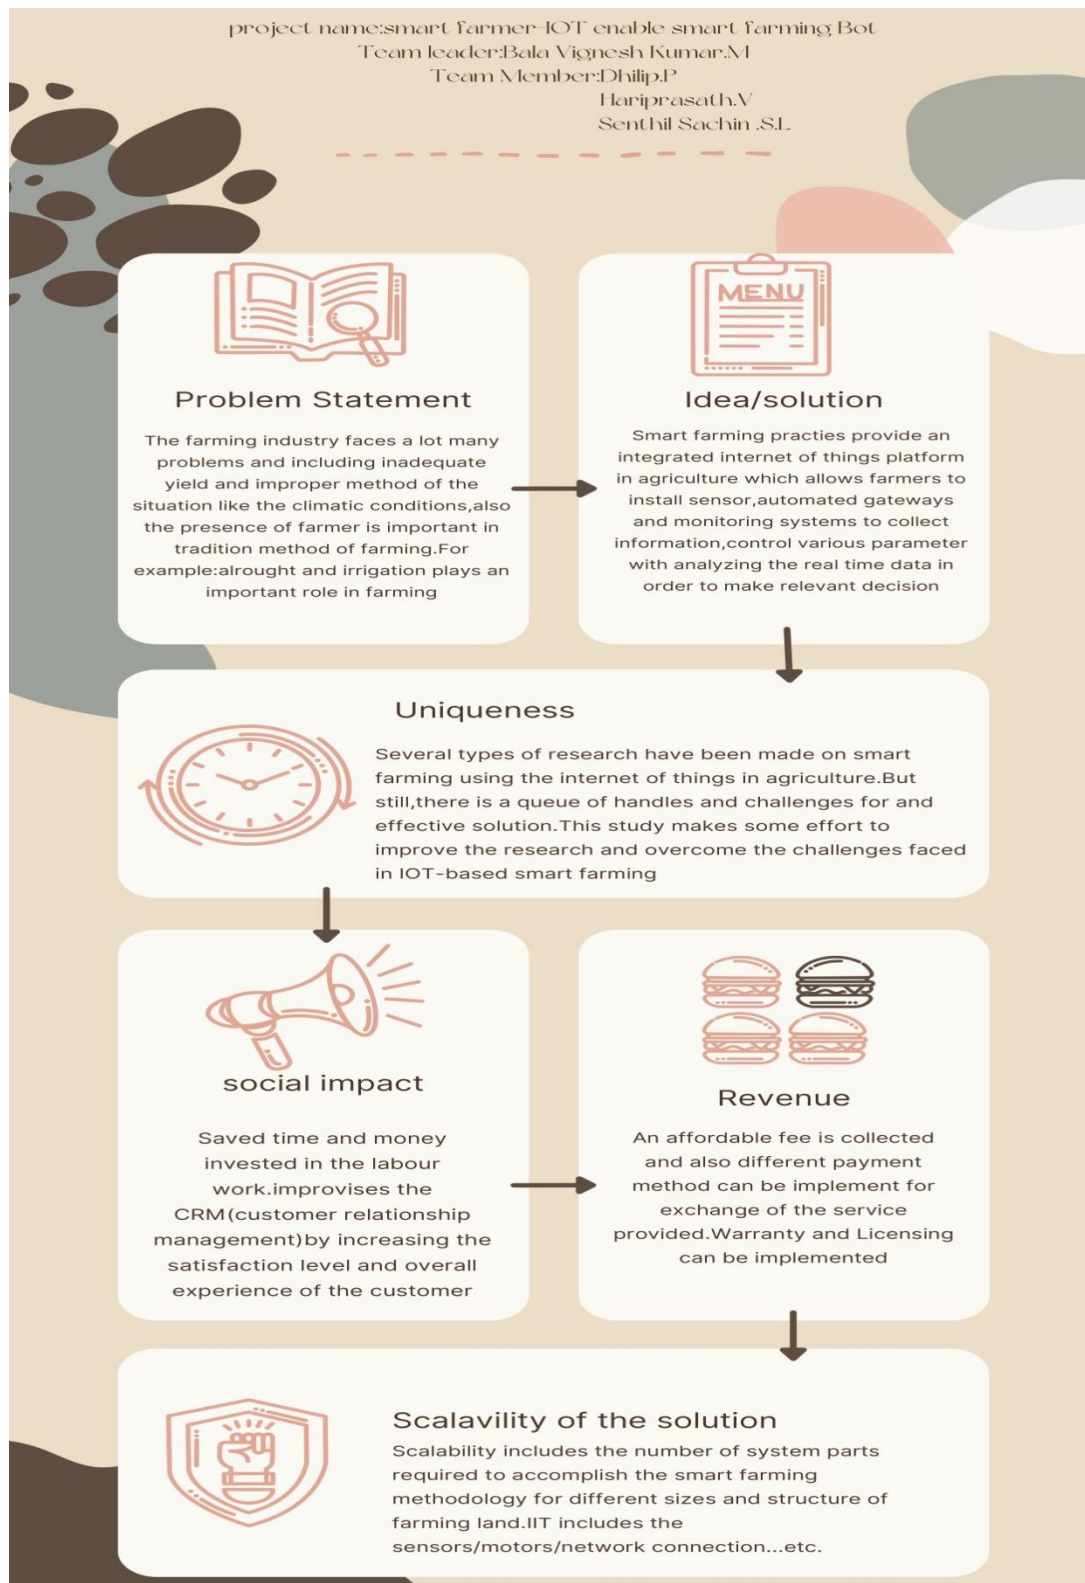 project name:smart farmer-IOT enable smart farming Bot
Team leader:Bala Vignesh Kumar.M
Team Member:Dhilip.P
Hariprasath.V
Senthil Sachin .S.L
Problem Statement
The farming industry faces a lot many
problems and including inadequate
yield and improper method of the
situation like the climatic conditions,also
the presence of farmer is important in
tradition method of farming.For
example:alrought and irrigation plays an
important role in farming
MENU
Idea/solution
Smart farming practies provide an
integrated internet of things platform
in agriculture which allows farmers to
install sensor,automated gateways
and monitoring systems to collect
information,control various parameter
with analyzing the real time data in
order to make relevant decision
Uniqueness
Several types of research have been made on smart
farming using the internet of things in agriculture.But
still,there is a queue of handles and challenges for and
effective solution.This study makes some effort to
improve the research and overcome the challenges faced
in IOT-based smart farming
social impact
Saved time and money
invested in the labour
work.improvises the
CRM(customer relationship
management)by increasing the
satisfaction level and overall
experience of the customer
Revenue
An affordable fee is collected
and also different payment
method can be implement for
exchange of the service
provided.Warranty and Licensing
can be implemented
Scalavility of the solution
Scalability includes the number of system parts
required to accomplish the smart farming
methodology for different sizes and structure of
farming land.IIT includes the
sensors/motors/network connection...etc.